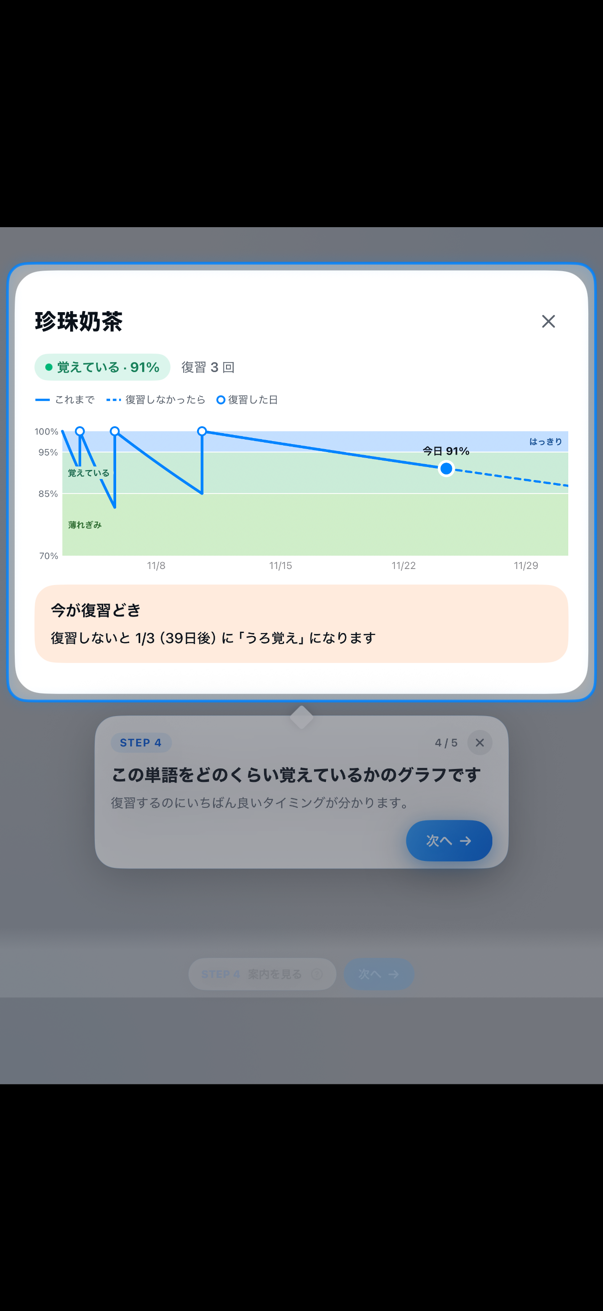 珍珠奶茶
覚えている · 91% 復習 3 回
これまで 復習しなかったら 復習した日
100%
95%
85%
70%
はっきり
今日 91%
覚えている
薄れぎみ
11/8 11/15 11/22 11/29
今が復習どき
復習しないと 1/3（39日後）に「うろ覚え」になります
STEP 4 4 / 5
この単語をどのくらい覚えているかのグラフです
復習するのにいちばん良いタイミングが分かります。
次へ →
STEP 4 案内を見る 次へ →